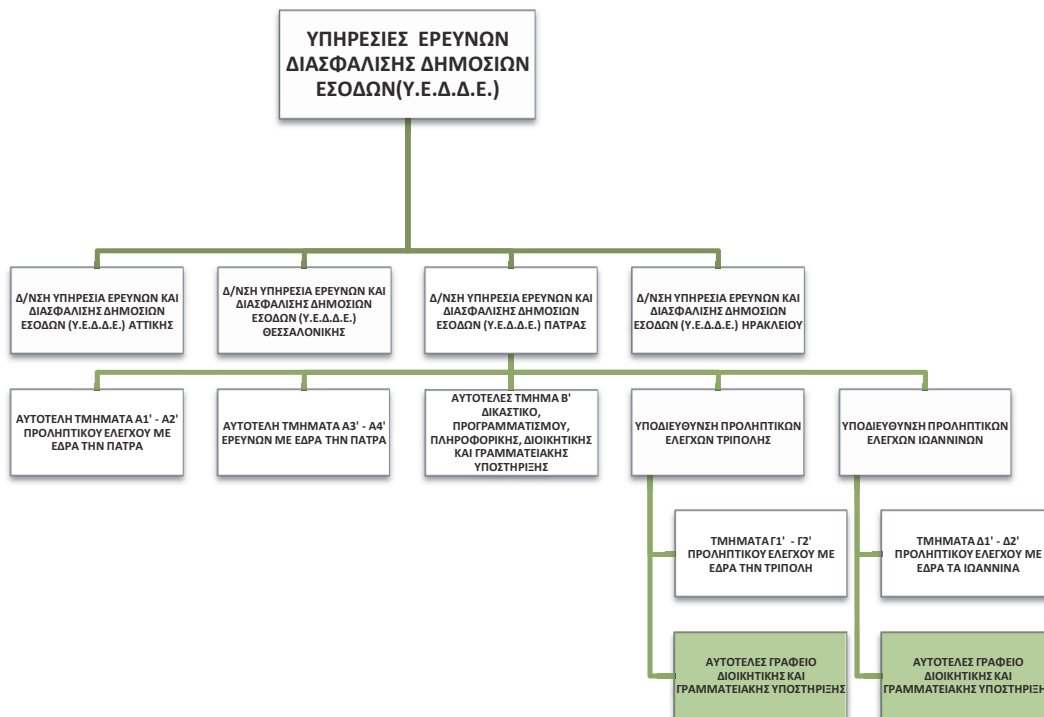 ΥΠΗΡΕΣΙΕΣ ΕΡΕΥΝΩΝ
ΔΙΑΣΦΑΛΙΣΗΣ ΔΗΜΟΣΙΩΝ
ΕΣΟΔΩΝ(Υ.Ε.Δ.Δ.Ε.)
Δ/ΝΣΗ ΥΠΗΡΕΣΙΑ ΕΡΕΥΝΩΝ ΚΑΙ
ΔΙΑΣΦΑΛΙΣΗΣ ΔΗΜΟΣΙΩΝ
ΕΣΟΔΩΝ (Υ.Ε.Δ.Δ.Ε.) ΑΤΤΙΚΗΣ
Δ/ΝΣΗ ΥΠΗΡΕΣΙΑ ΕΡΕΥΝΩΝ ΚΑΙ
ΔΙΑΣΦΑΛΙΣΗΣ ΔΗΜΟΣΙΩΝ
ΕΣΟΔΩΝ (Υ.Ε.Δ.Δ.Ε.)
ΘΕΣΣΑΛΟΝΙΚΗΣ
Δ/ΝΣΗ ΥΠΗΡΕΣΙΑ ΕΡΕΥΝΩΝ ΚΑΙ
ΔΙΑΣΦΑΛΙΣΗΣ ΔΗΜΟΣΙΩΝ
ΕΣΟΔΩΝ (Υ.Ε.Δ.Δ.Ε.) ΠΑΤΡΑΣ
Δ/ΝΣΗ ΥΠΗΡΕΣΙΑ ΕΡΕΥΝΩΝ ΚΑΙ
ΔΙΑΣΦΑΛΙΣΗΣ ΔΗΜΟΣΙΩΝ
ΕΣΟΔΩΝ (Υ.Ε.Δ.Δ.Ε.) ΗΡΑΚΛΕΙΟΥ
ΑΥΤΟΤΕΛΗ ΤΜΗΜΑΤΑ Α1' - Α2'
ΠΡΟΛΗΠΤΙΚΟΥ ΕΛΕΓΧΟΥ ΜΕ
ΕΔΡΑ ΤΗΝ ΠΑΤΡΑ
ΑΥΤΟΤΕΛΗ ΤΜΗΜΑΤΑ Α3' - Α4'
ΕΡΕΥΝΩΝ ΜΕ ΕΔΡΑ ΤΗΝ ΠΑΤΡΑ
ΑΥΤΟΤΕΛΕΣ ΤΜΗΜΑ Β'
ΔΙΚΑΣΤΙΚΟ,
ΠΡΟΓΡΑΜΜΑΤΙΣΜΟΥ,
ΠΛΗΡΟΦΟΡΙΚΗΣ, ΔΙΟΙΚΗΤΙΚΗΣ
ΚΑΙ ΓΡΑΜΜΑΤΕΙΑΚΗΣ
ΥΠΟΣΤΗΡΙΞΗΣ
ΥΠΟΔΙΕΥΘΥΝΣΗ ΠΡΟΛΗΠΤΙΚΩΝ
ΕΛΕΓΧΩΝ ΤΡΙΠΟΛΗΣ
ΥΠΟΔΙΕΥΘΥΝΣΗ ΠΡΟΛΗΠΤΙΚΩΝ
ΕΛΕΓΧΩΝ ΙΩΑΝΝΙΝΩΝ
ΤΜΗΜΑΤΑ Γ1' - Γ2'
ΠΡΟΛΗΠΤΙΚΟΥ ΕΛΕΓΧΟΥ ΜΕ
ΕΔΡΑ ΤΗΝ ΤΡΙΠΟΛΗ
ΤΜΗΜΑΤΑ Δ1' - Δ2'
ΠΡΟΛΗΠΤΙΚΟΥ ΕΛΕΓΧΟΥ ΜΕ
ΕΔΡΑ ΤΑ ΙΩΑΝΝΙΝΑ
ΑΥΤΟΤΕΛΕΣ ΓΡΑΦΕΙΟ
ΔΙΟΙΚΗΤΙΚΗΣ ΚΑΙ
ΓΡΑΜΜΑΤΕΙΑΚΗΣ ΥΠΟΣΤΗΡΙΞΗΣ
ΑΥΤΟΤΕΛΕΣ ΓΡΑΦΕΙΟ
ΔΙΟΙΚΗΤΙΚΗΣ ΚΑΙ
ΓΡΑΜΜΑΤΕΙΑΚΗΣ ΥΠΟΣΤΗΡΙΞΗΣ